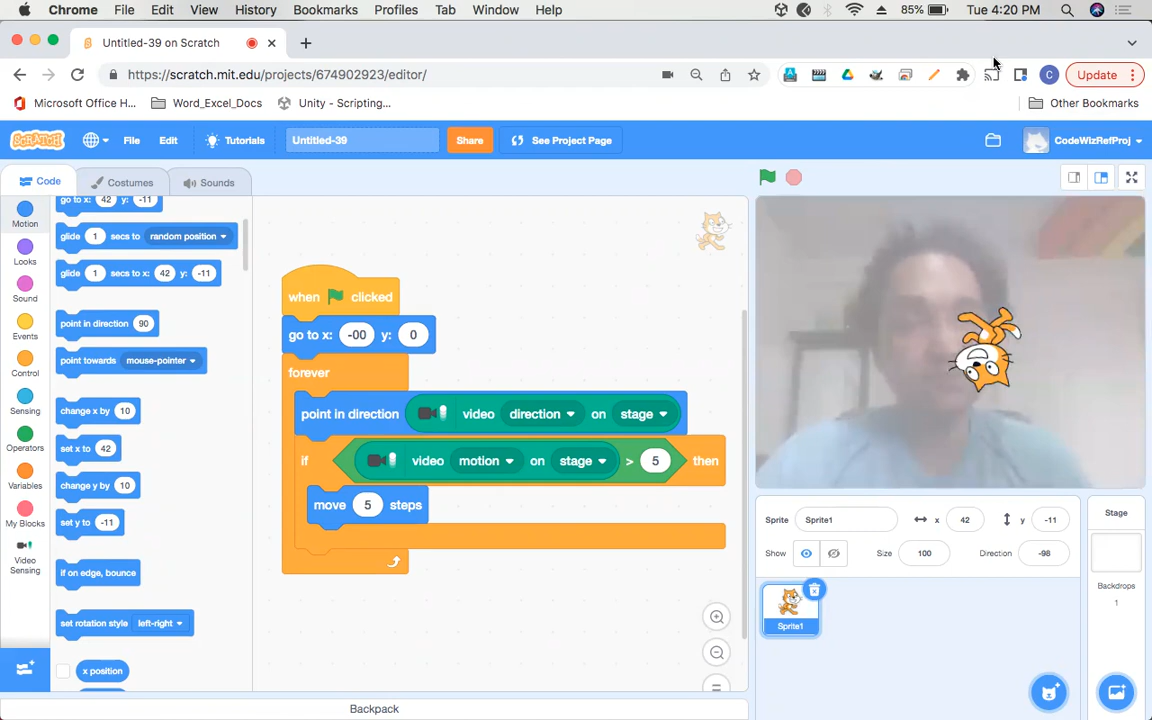 Chrome File Edit View History Bookmarks Profiles Tab Window Help 85% Tue 4:20 PM
Untitled-39 on Scratch
https://scratch.mit.edu/projects/674902923/editor/ C Update
Microsoft Office H... Word_Excel_Docs Unity - Scripting... Other Bookmarks
SCRATCH File Edit Tutorials Untitled-39 Share See Project Page CodeWizRefProj
Code Costumes Sounds
Motion
Looks
Sound
Events
Control
Sensing
Operators
Variables
My Blocks
Video
Sensing
go to x: 42 y: -11
glide 1 secs to random position
glide 1 secs to x: 42 y: -11
point in direction 90
point towards mouse-pointer
change x by 10
set x to 42
change y by 10
set y to -11
if on edge, bounce
set rotation style left-right
x position
when clicked
go to x: -00 y: 0
forever
point in direction video direction on stage
if video motion on stage > 5 then
move 5 steps
Sprite Sprite1 x 42 y -11
Show Size 100 Direction -98
Sprite1
Stage
Backdrops
1
Backpack